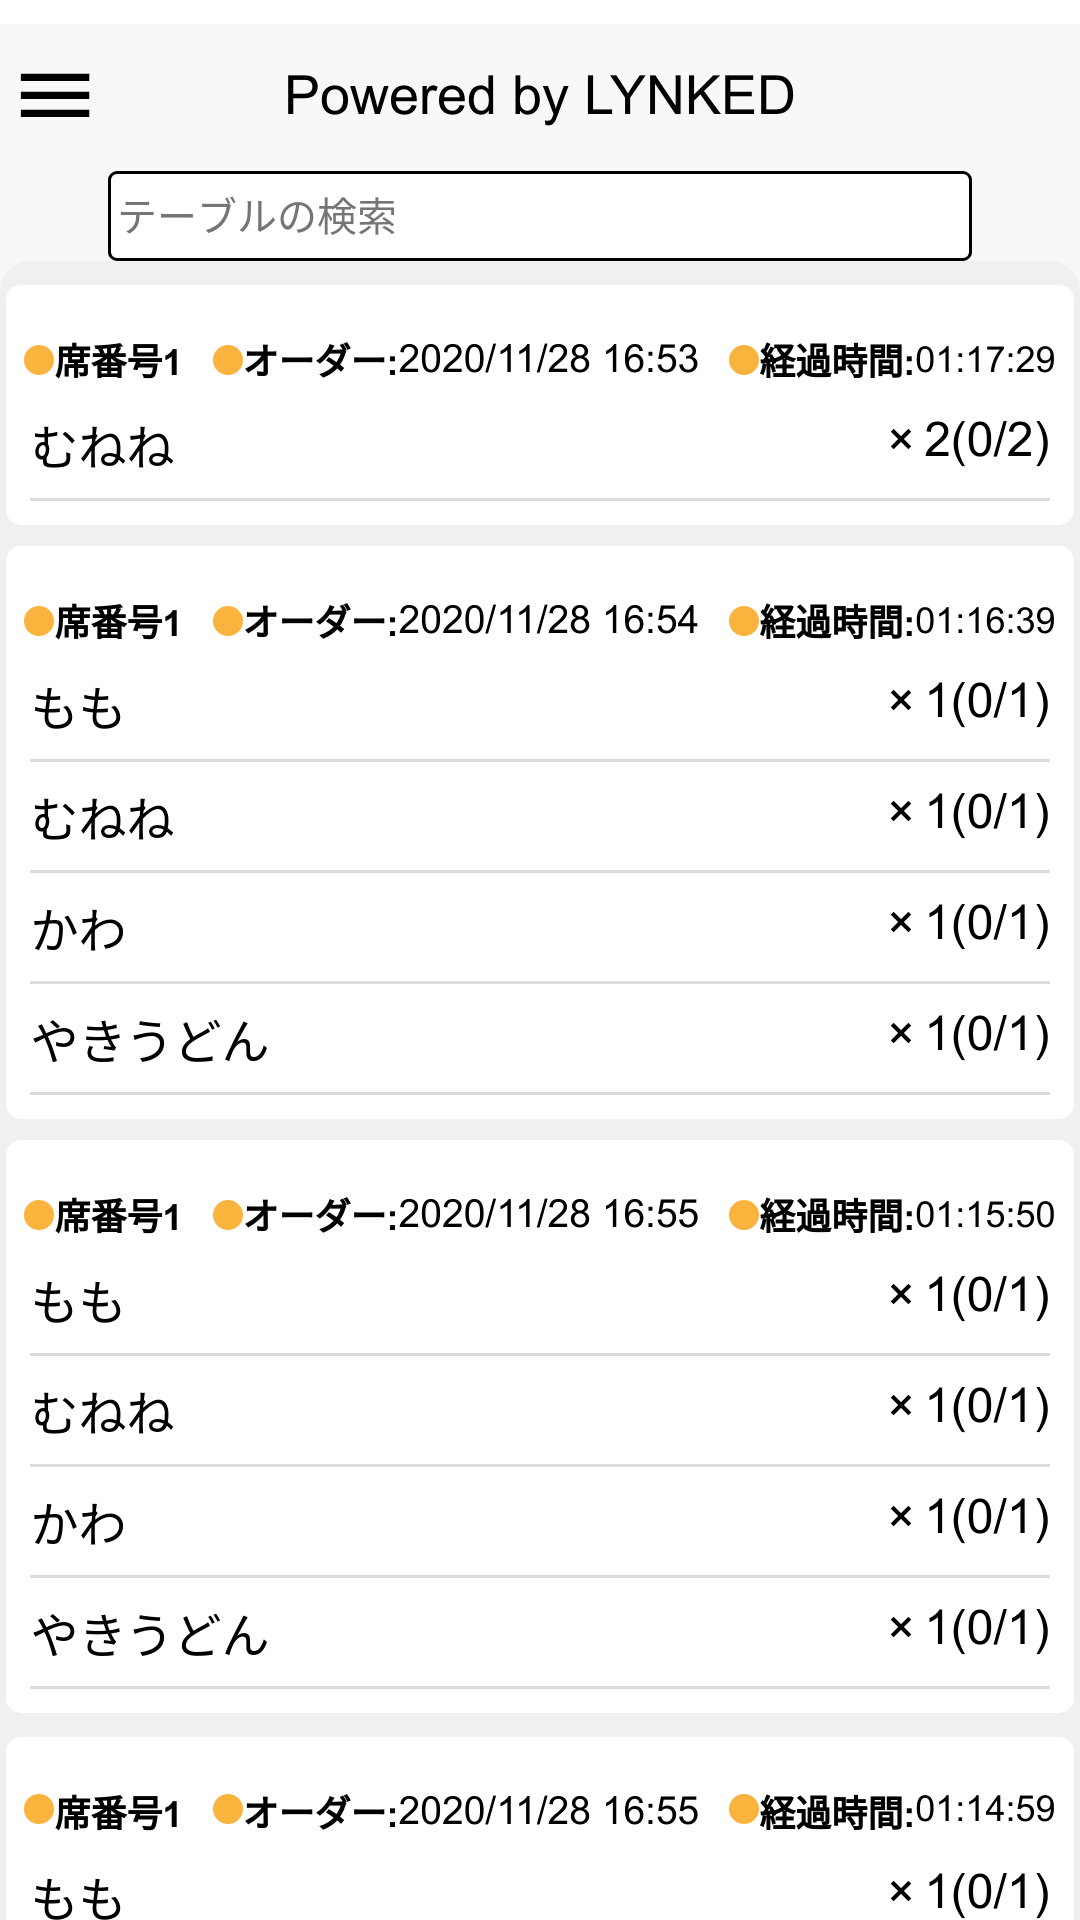 Powered by LYNKED
テーブルの検索
席番号1 オーダー:2020/11/28 16:53 経過時間:01:17:29
むねね × 2(0/2)
席番号1 オーダー:2020/11/28 16:54 経過時間:01:16:39
もも × 1(0/1)
むねね × 1(0/1)
かわ × 1(0/1)
やきうどん × 1(0/1)
席番号1 オーダー:2020/11/28 16:55 経過時間:01:15:50
もも × 1(0/1)
むねね × 1(0/1)
かわ × 1(0/1)
やきうどん × 1(0/1)
席番号1 オーダー:2020/11/28 16:55 経過時間:01:14:59
もも × 1(0/1)